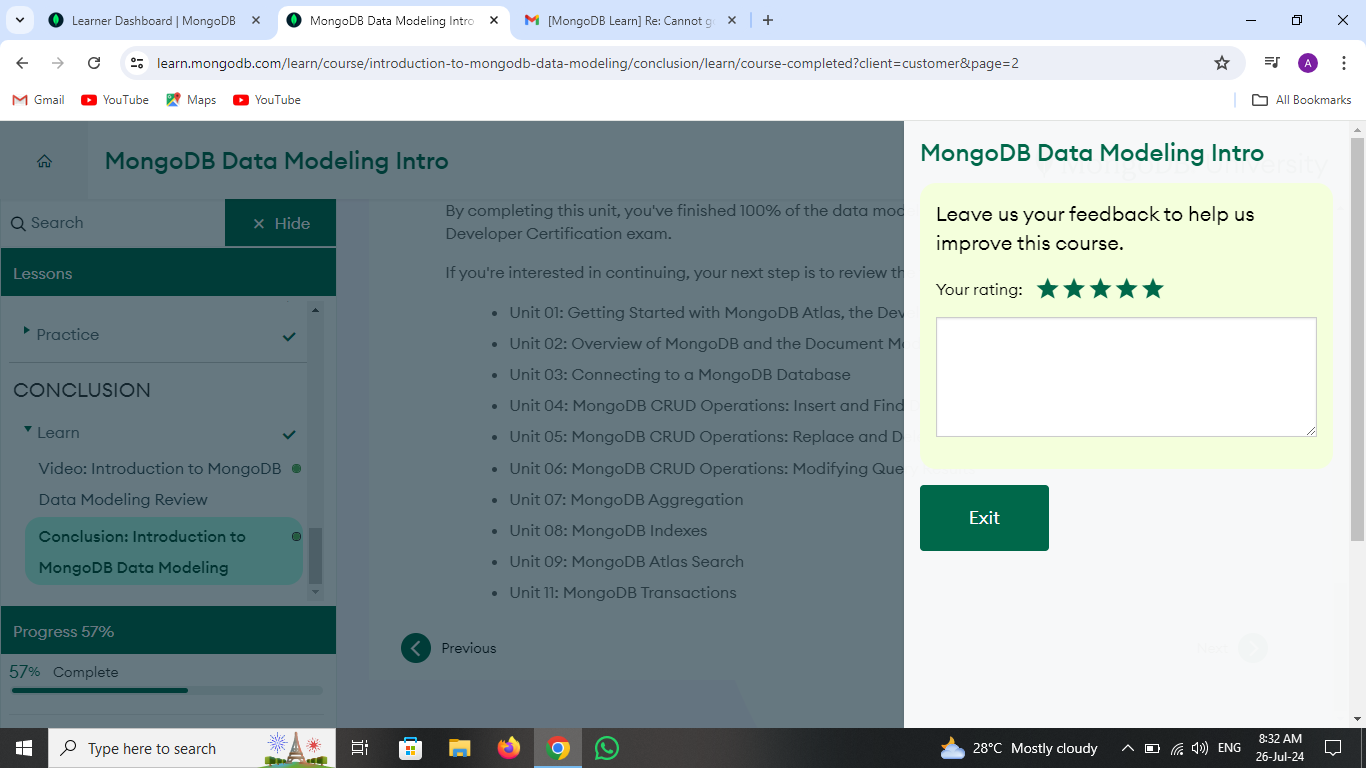 Learner Dashboard | MongoDB
MongoDB Data Modeling Intro
[MongoDB Learn] Re: Cannot g
learn.mongodb.com/learn/course/introduction-to-mongodb-data-modeling/conclusion/learn/course-completed?client=customer&page=2
A
Gmail
YouTube
Maps
YouTube
All Bookmarks
MongoDB Data Modeling Intro
Search
Hide
Lessons
Practice
CONCLUSION
Learn
Video: Introduction to MongoDB
Data Modeling Review
Conclusion: Introduction to
MongoDB Data Modeling
Progress 57%
57% Complete
By completing this unit, you've finished 100% of the data mod
Developer Certification exam.
If you're interested in continuing, your next step is to review the
• Unit 01: Getting Started with MongoDB Atlas, the Dev
• Unit 02: Overview of MongoDB and the Document Mo
• Unit 03: Connecting to a MongoDB Database
• Unit 04: MongoDB CRUD Operations: Insert and Find
• Unit 05: MongoDB CRUD Operations: Replace and D
• Unit 06: MongoDB CRUD Operations: Modifying Query
• Unit 07: MongoDB Aggregation
• Unit 08: MongoDB Indexes
• Unit 09: MongoDB Atlas Search
• Unit 11: MongoDB Transactions
Previous
Next
MongoDB University
MongoDB Data Modeling Intro
Leave us your feedback to help us
improve this course.
Your rating:
Exit
Type here to search
28°C Mostly cloudy
ENG
8:32 AM
26-Jul-24